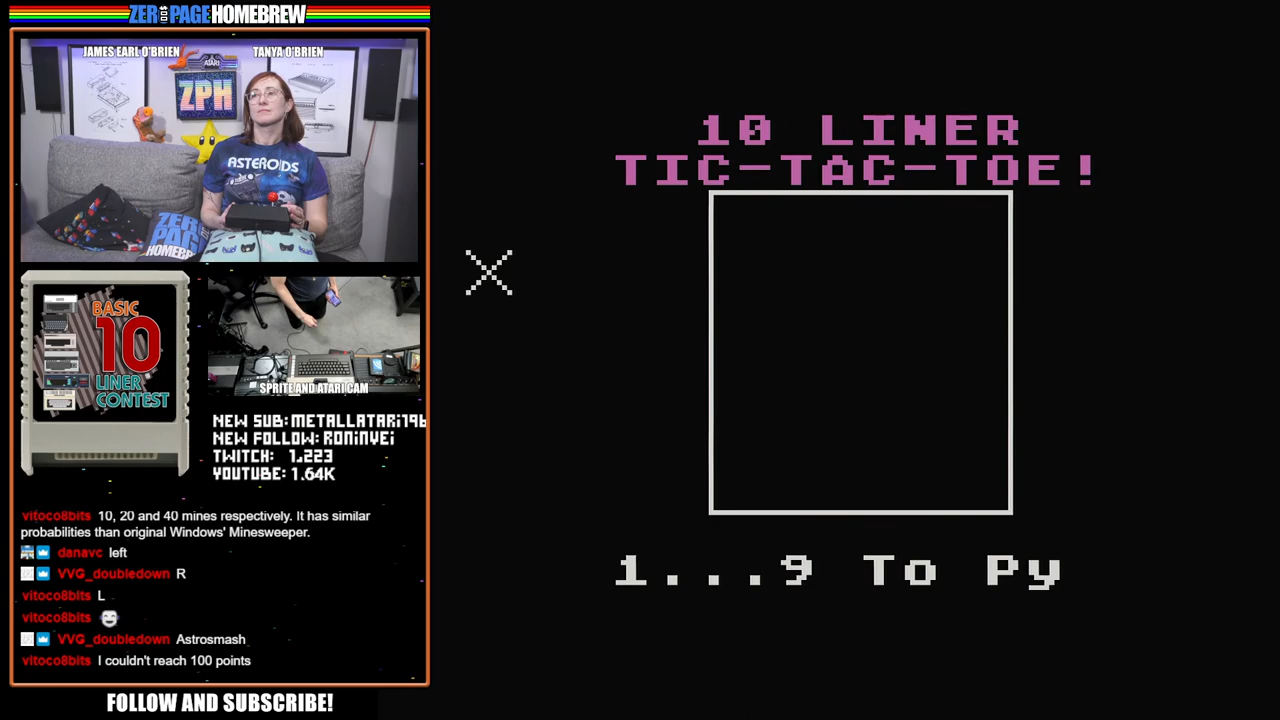 ZEROPAGE HOMEBREW
JAMES EARL O'BRIEN
TANYA O'BRIEN
ATARI
ZPH
ASTEROIDS
ZERO
PAGE
HOMEBREW
BASIC
10
LINER
CONTEST
SPRITE AND ATARI CAM
NEW SUB: METALLATARI196
NEW FOLLOW: RONINVEI
TWITCH: 1,223
YOUTUBE: 1.64K
vitoco8bits 10, 20 and 40 mines respectively. It has similar
probabilities than original Windows' Minesweeper.
danavc left
VVG_doubledown R
vitoco8bits L
vitoco8bits
VVG_doubledown Astrosmash
vitoco8bits I couldn't reach 100 points
FOLLOW AND SUBSCRIBE!
10 LINER
TIC-TAC-TOE!
X
1...9 To Py